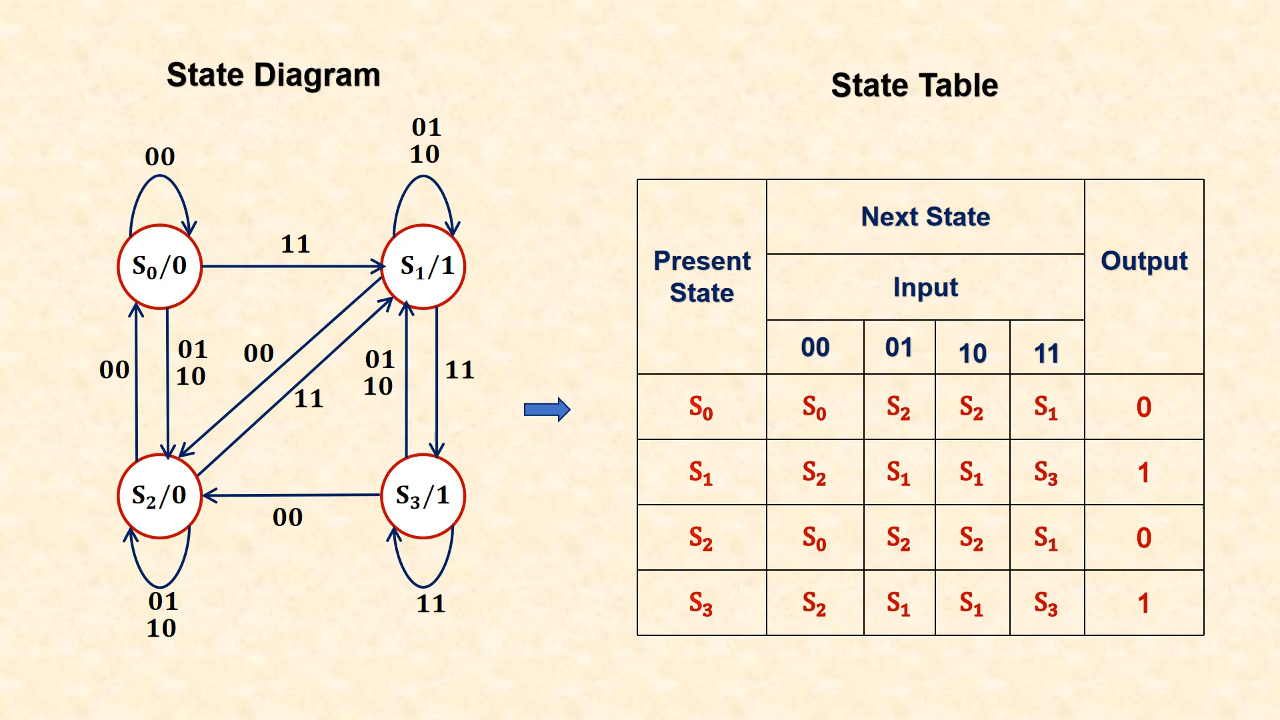 State Diagram
00
01
10
S₀/0
11
S₁/1
00
01
10
00
11
01
10
11
S₂/0
00
S₃/1
01
10
11
State Table
Present State
Next State
Input
Output
00 01 10 11
S₀ S₀ S₂ S₂ S₁ 0
S₁ S₂ S₁ S₁ S₃ 1
S₂ S₀ S₂ S₂ S₁ 0
S₃ S₂ S₁ S₁ S₃ 1